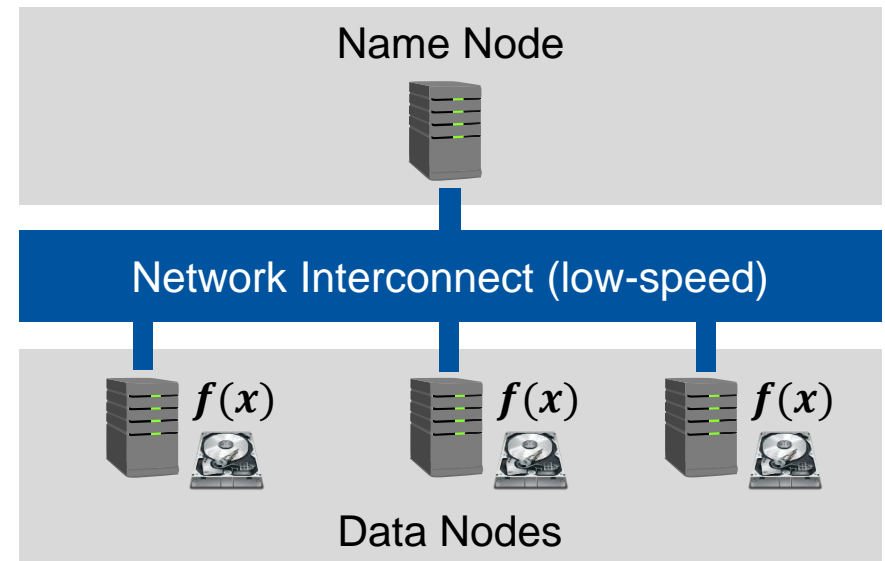 Name Node
Network Interconnect (low-speed)
f(x) f(x) f(x)
Data Nodes